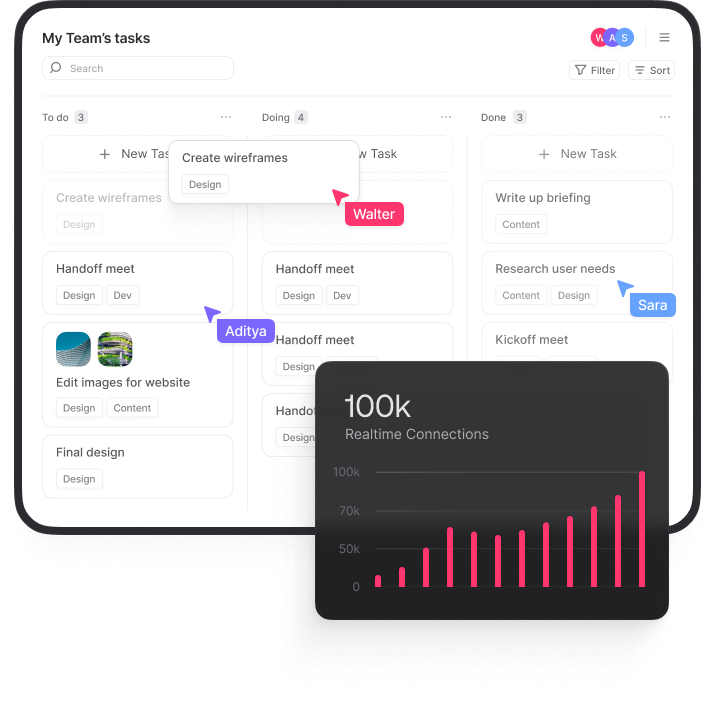 My Team's tasks
W A S
Search
Filter
Sort
To do 3
Doing 4
Done 3
New Tas
w Task
New Task
Create wireframes
Design
Walter
Create wireframes
Design
Write up briefing
Content
Handoff meet
Design Dev
Aditya
Handoff meet
Design Dev
Research user needs
Content Design
Sara
Edit images for website
Design Content
Handoff meet
Design
Kickoff meet
Final design
Design
Handof
Design
100k
Realtime Connections
100k
70k
50k
0